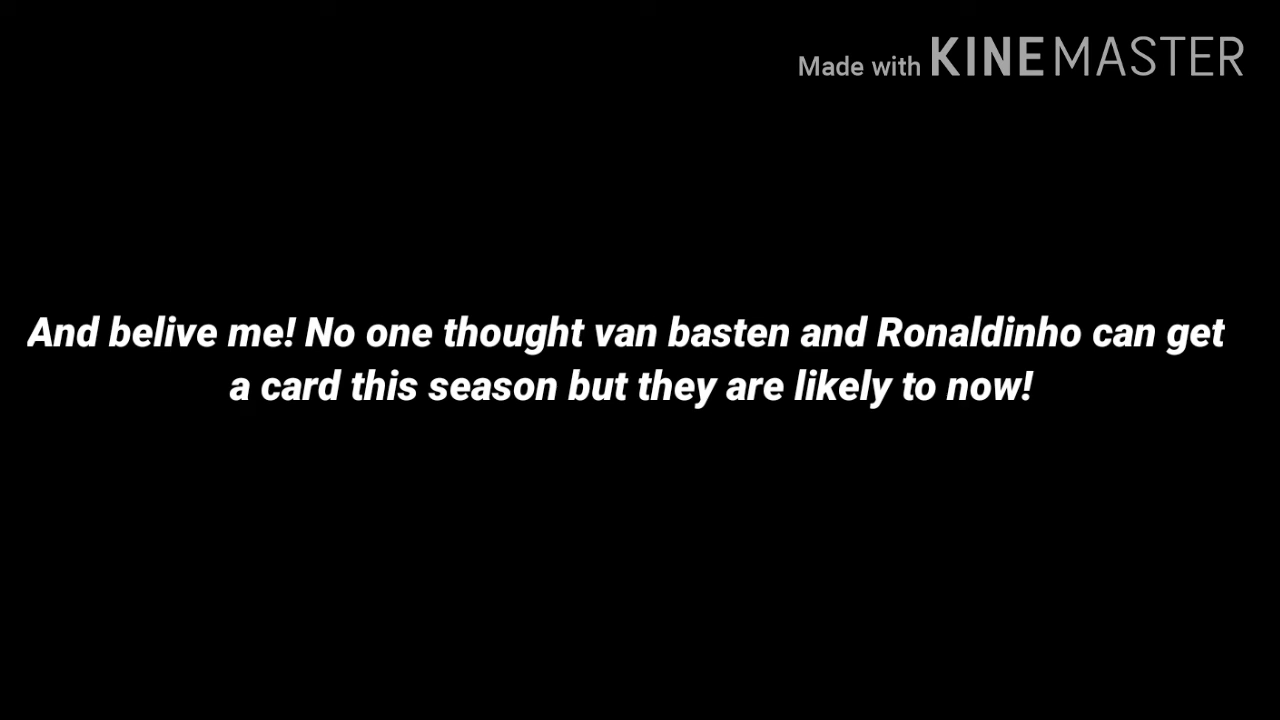 Made with KINEMASTER
And belive me! No one thought van basten and Ronaldinho can get
a card this season but they are likely to now!